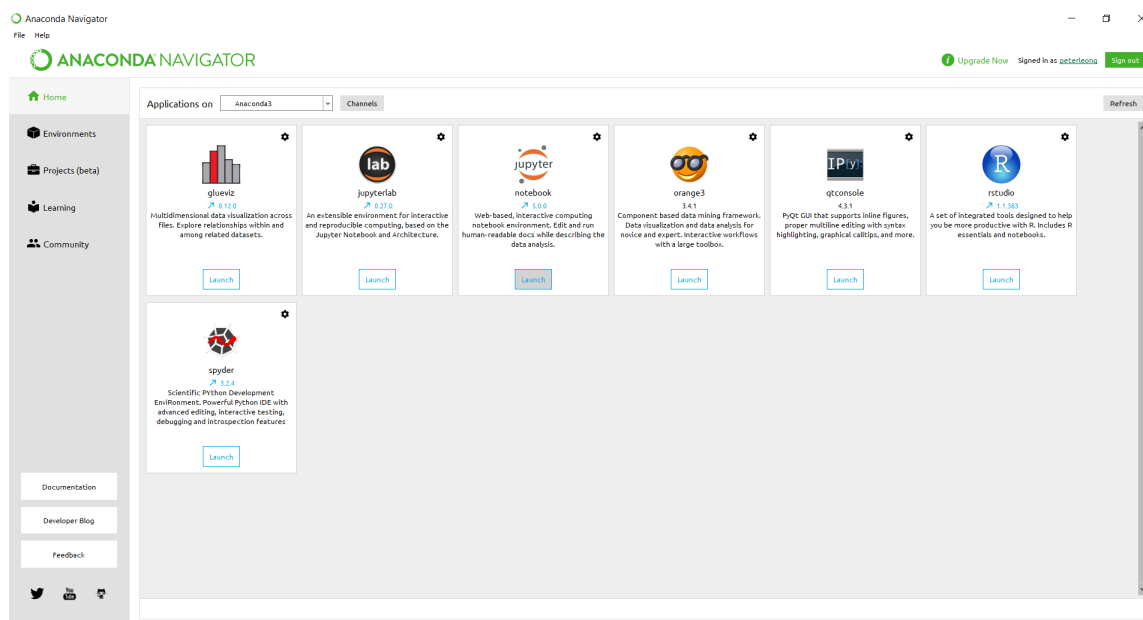 Anaconda Navigator
File Help
ANACONDA NAVIGATOR
Upgrade Now Signed in as peterleong Sign out
Home
Environments
Projects (beta)
Learning
Community
Documentation
Developer Blog
Feedback
You
Tube
Applications on Anaconda3 Channels Refresh
glueviz
0.12.0
Multidimensional data visualization across
files. Explore relationships within and
among related datasets.
Launch
lab
jupyterlab
0.27.0
An extensible environment for interactive
and reproducible computing, based on the
Jupyter Notebook and Architecture.
Launch
jupyter
notebook
5.0.0
Web-based, interactive computing
notebook environment. Edit and run
human-readable docs while describing the
data analysis.
Launch
orange3
3.4.1
Component based data mining framework.
Data visualization and data analysis for
novice and expert. Interactive workflows
with a large toolbox.
Launch
IP[y]:
qtconsole
4.3.1
PyQt GUI that supports inline figures,
proper multiline editing with syntax
highlighting, graphical calltips, and more.
Launch
R
rstudio
1.1.383
A set of integrated tools designed to help
you be more productive with R. Includes R
essentials and notebooks.
Launch
spyder
3.2.4
Scientific PYthon Development
EnviRonment. Powerful Python IDE with
advanced editing, interactive testing,
debugging and introspection features
Launch